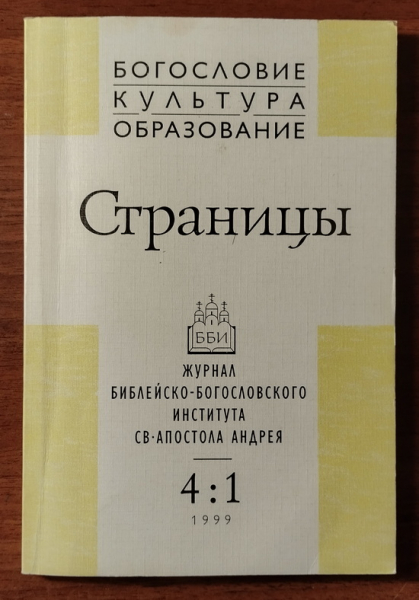 БОГОСЛОВИЕ
КУЛЬТУРА
ОБРАЗОВАНИЕ
Страницы
ББИ
ЖУРНАЛ
БИБЛЕЙСКО-БОГОСЛОВСКОГО
ИНСТИТУТА
СВ·АПОСТОЛА АНДРЕЯ
4:1
1999